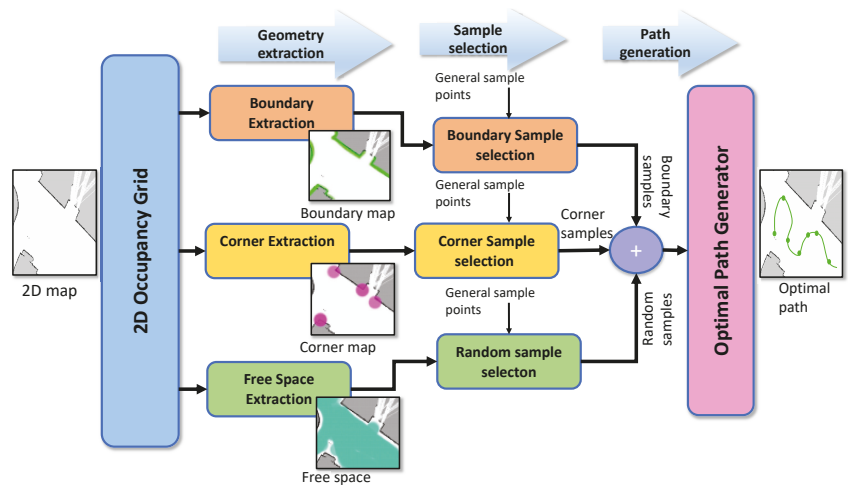 Geometry
extraction
Sample
selection
Path
generation
General sample
points
Boundary
Extraction
Boundary Sample
selection
Boundary map
Boundary
samples
General sample
points
2D map
2D Occupancy Grid
Corner Extraction
Corner Sample
selection
Corner
samples
+
Optimal Path Generator
Optimal
path
Corner map
General sample
points
Random
samples
Free Space
Extraction
Random sample
selecton
Free space